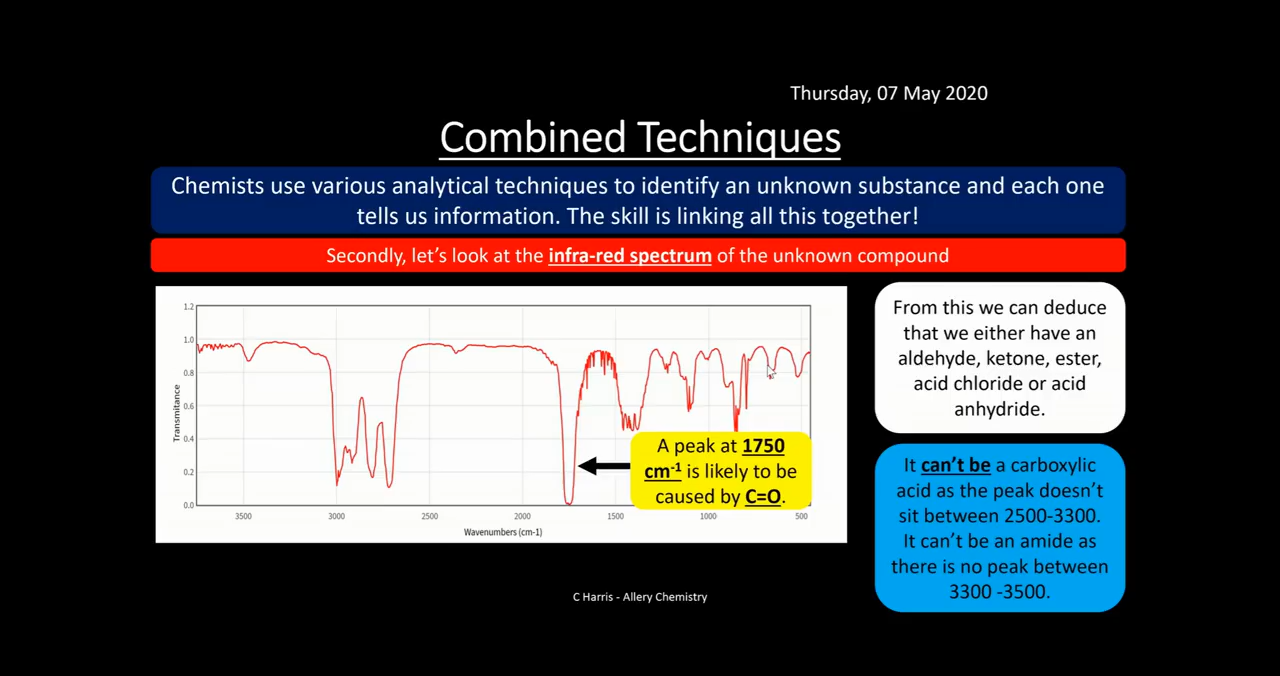 Thursday, 07 May 2020
Combined Techniques
Chemists use various analytical techniques to identify an unknown substance and each one
tells us information. The skill is linking all this together!
Secondly, let's look at the infra-red spectrum of the unknown compound
1.2
1.0
0.8
0.6
0.4
0.2
0.0
Transmitance
3500 3000 2500 2000 1500 1000 500
Wavenumbers (cm-1)
A peak at 1750
cm⁻¹ is likely to be
caused by C=O.
From this we can deduce
that we either have an
aldehyde, ketone, ester,
acid chloride or acid
anhydride.
It can't be a carboxylic
acid as the peak doesn't
sit between 2500-3300.
It can't be an amide as
there is no peak between
3300 -3500.
C Harris - Allery Chemistry